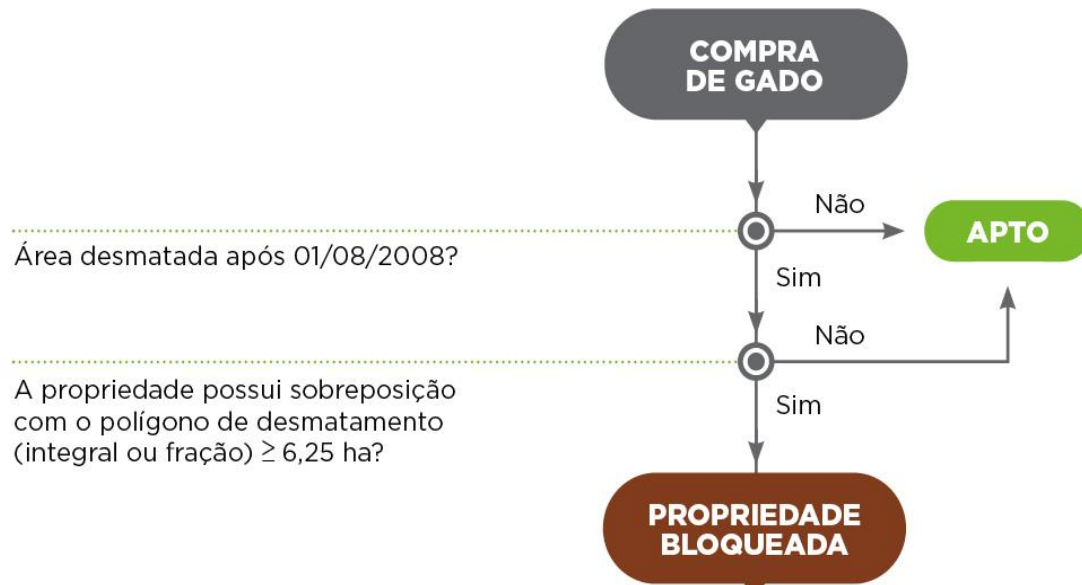 COMPRA
DE GADO
Não
APTO
Área desmatada após 01/08/2008?
Sim
Não
A propriedade possui sobreposição
com o polígono de desmatamento
(integral ou fração) ≥ 6,25 ha?
Sim
PROPRIEDADE
BLOQUEADA